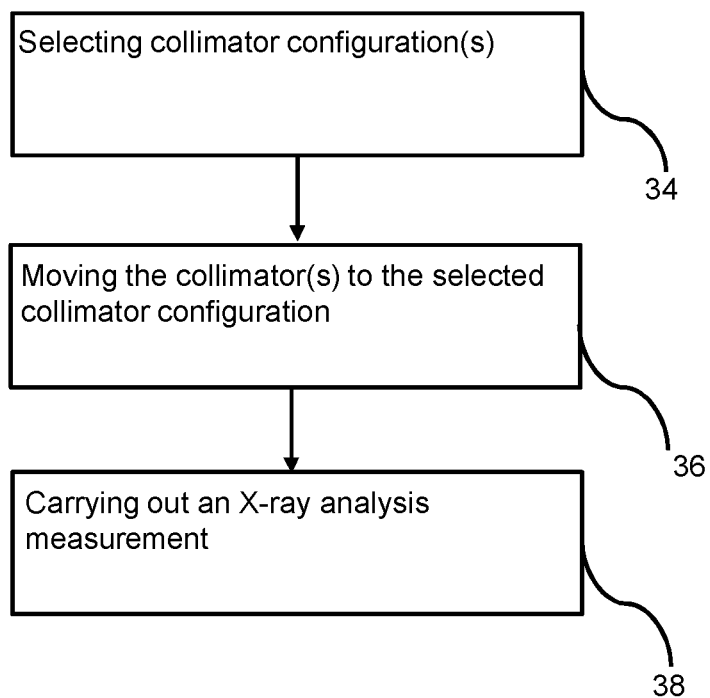 Selecting collimator configuration(s)
34
Moving the collimator(s) to the selected
collimator configuration
36
Carrying out an X-ray analysis
measurement
38